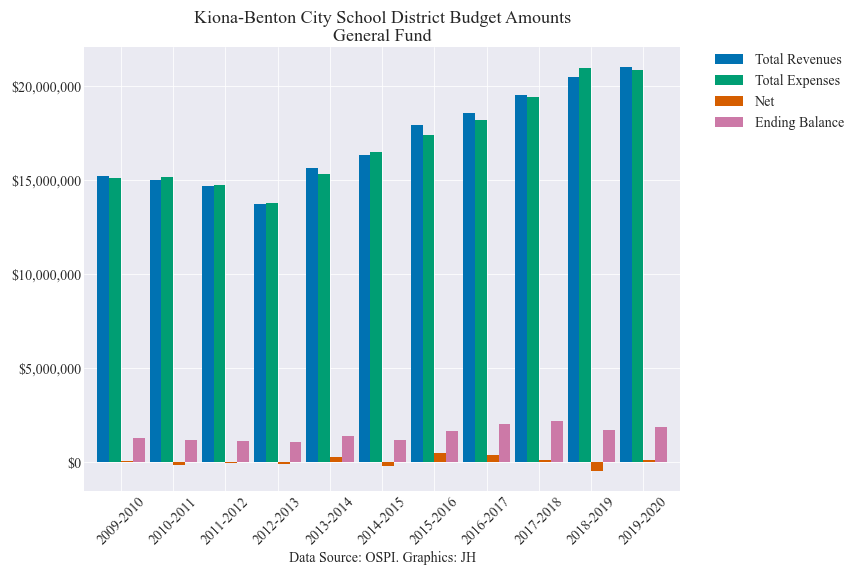 Kiona-Benton City School District Budget Amounts
General Fund
Total Revenues
Total Expenses
Net
Ending Balance
$20,000,000
$15,000,000
$10,000,000
$5,000,000
$0
2009-2010
2010-2011
2011-2012
2012-2013
2013-2014
2014-2015
2015-2016
2016-2017
2017-2018
2018-2019
2019-2020
Data Source: OSPI. Graphics: JH